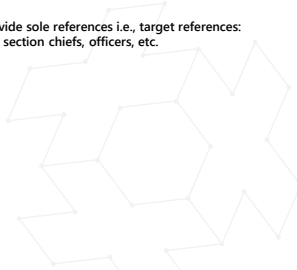 vide sole references i.e., target references:
section chiefs, officers, etc.